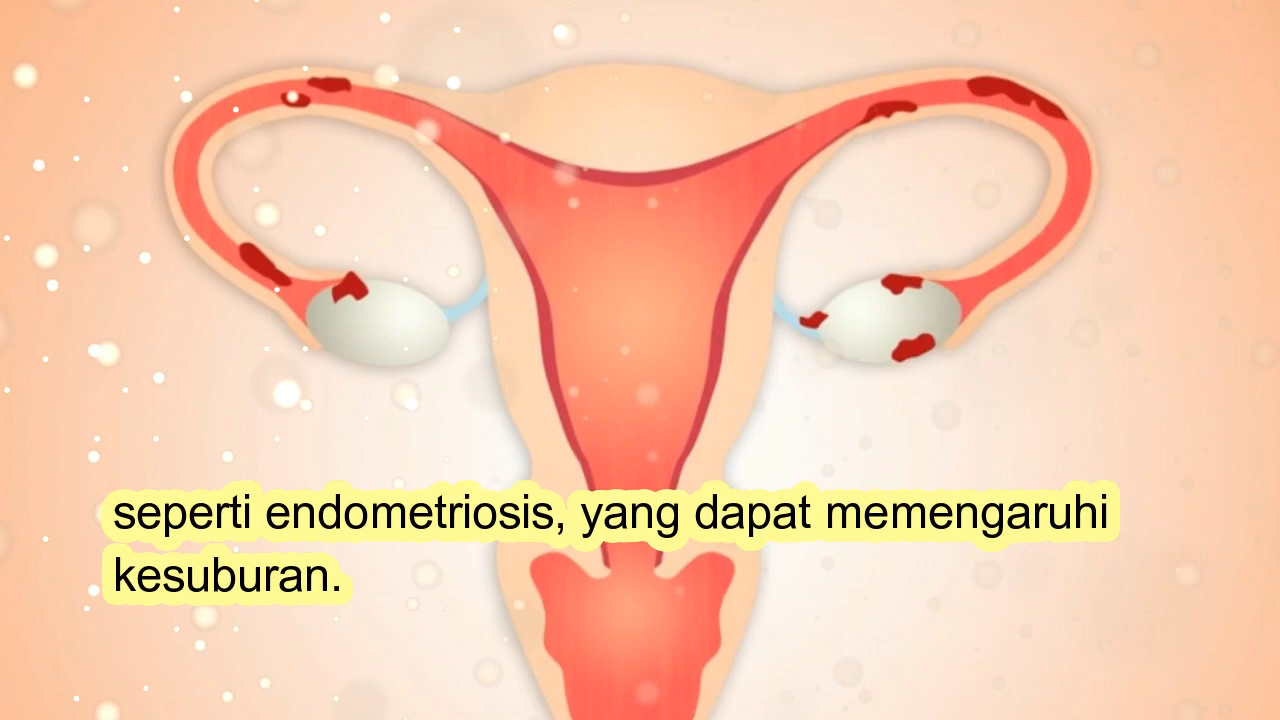 seperti endometriosis, yang dapat memengaruhi
kesuburan.